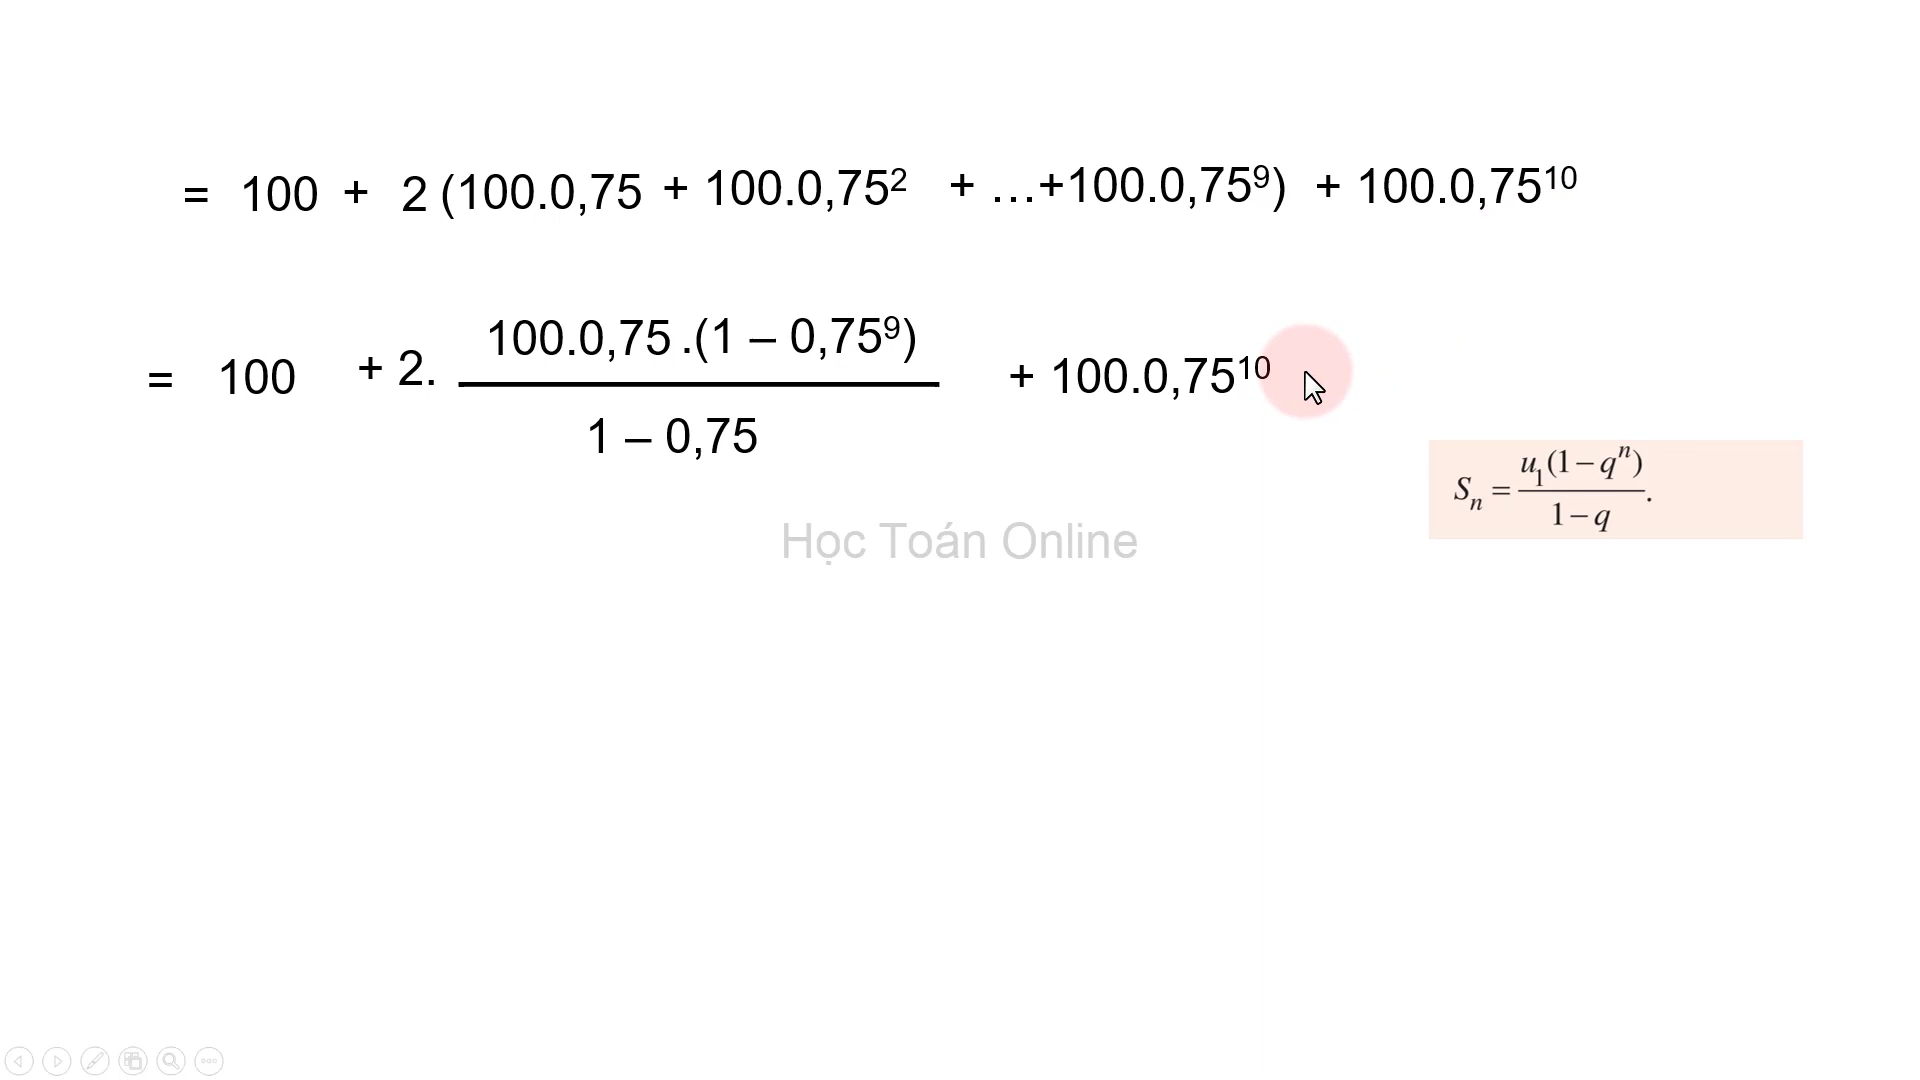 = 100 + 2 (100.0,75 + 100.0,75² + …+100.0,75⁹) + 100.0,75¹⁰
= 100 + 2. 100.0,75 .(1 – 0,75⁹) + 100.0,75¹⁰
1 – 0,75
Sₙ = u₁(1−qⁿ) .
1−q
Học Toán Online